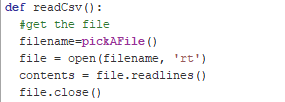 def readCsv():
  #get the file
  filename=pickAFile()
  file = open(filename, 'rt')
  contents = file.readlines()
  file.close()